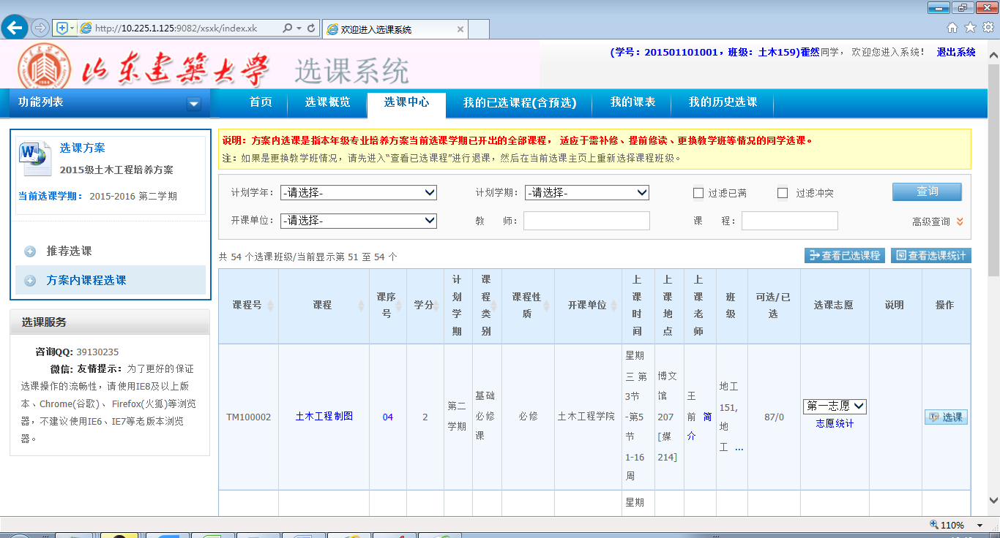 http://10.225.1.125:9082/xsxk/index.xk
欢迎进入选课系统
山东建筑大学 选课系统
(学号：201501101001，班级：土木159)霍然同学， 欢迎您进入系统！ 退出系统
功能列表
首页 选课概览 选课中心 我的已选课程(含预选) 我的课表 我的历史选课
选课方案
2015级土木工程培养方案
当前选课学期： 2015-2016 第二学期
推荐选课
方案内课程选课
选课服务
咨询QQ: 39130235
微信: 友情提示：为了更好的保证
选课操作的流畅性，请使用IE8及以上版
本、Chrome(谷歌)、 Firefox(火狐)等浏览
器，不建议使用IE6、IE7等老版本浏览
器。
说明：方案内选课是指本年级专业培养方案当前选课学期已开出的全部课程， 适应于需补修、提前修读、更换教学班等情况的同学选课。
注：如果是更换教学班情况，请先进入“查看已选课程”进行退课，然后在当前选课主页上重新选择课程班级。
计划学年： -请选择- 计划学期： -请选择- 过滤已满 过滤冲突 查询
开课单位： -请选择- 教 师： 课 程： 高级查询
共 54 个选课班级/当前显示第 51 至 54 个
查看已选课程 查看选课统计
课程号
课程
课序
号
学分
计
划
学
期
课
程
类
别
课程性
质
开课单位
上
课
时
间
上
课
地
点
上
课
老
师
班
级
可选/已
选
选课志愿
说明
操作
TM100002
土木工程制图
04
2
第二
学期
基础
必修
课
必修
土木工程学院
星期
三 第
3节
-第5
节
1-16
周
博文
馆
207
[媒
214]
王
前 简
介
地工
151,
地
工 ...
87/0
第一志愿
志愿统计
选课
星期
110%